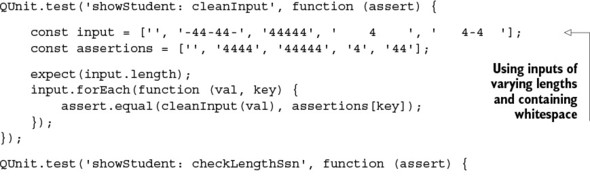 QUnit.test('showStudent: cleanInput', function (assert) {
    const input = ['', '-44-44-', '44444', '   4   ', '   4-4  '];
    const assertions = ['', '4444', '44444', '4', '44'];
    expect(input.length);
    input.forEach(function (val, key) {
        assert.equal(cleanInput(val), assertions[key]);
    });
});
Using inputs of
varying lengths
and containing
whitespace
QUnit.test('showStudent: checkLengthSsn', function (assert) {